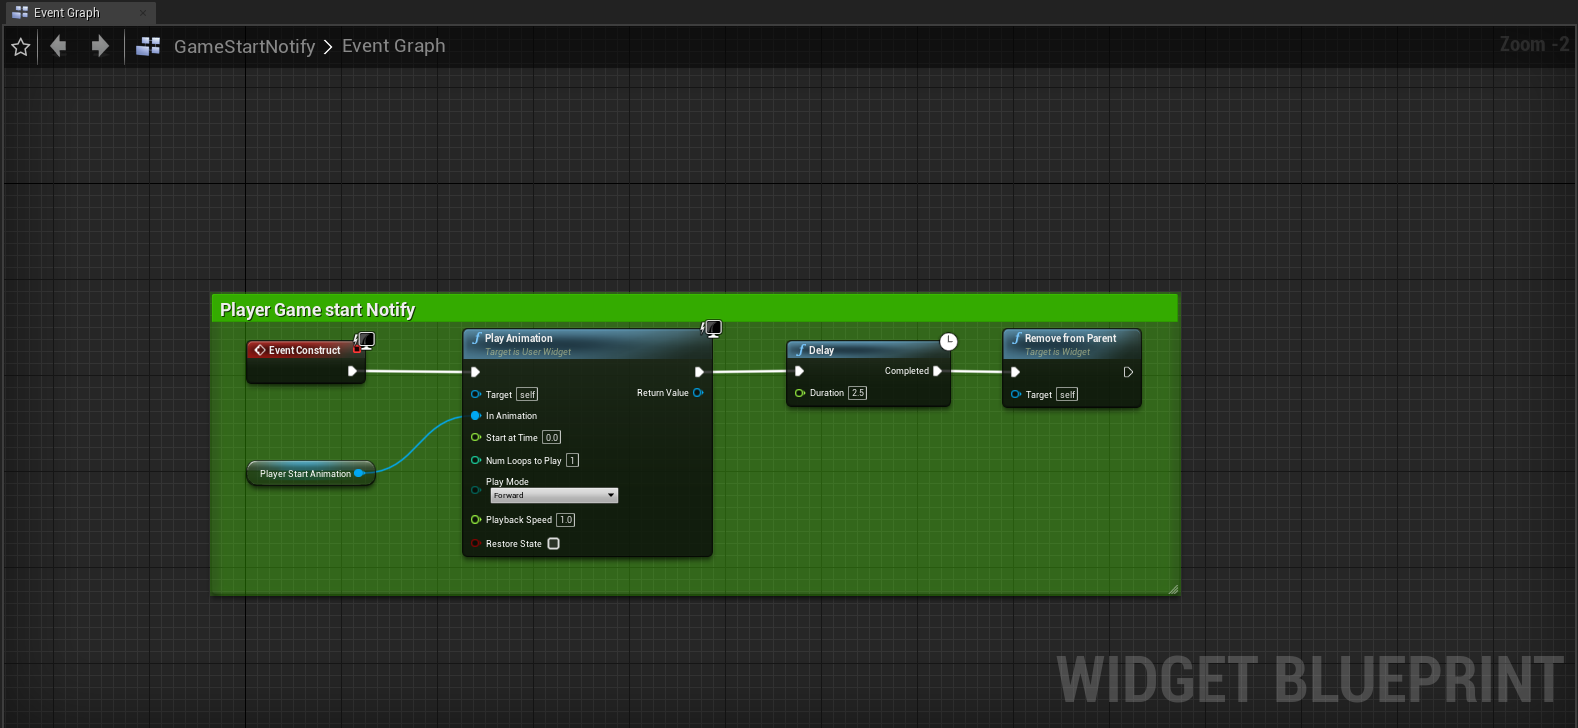 Event Graph
GameStartNotify > Event Graph
Zoom -2
Player Game start Notify
Event Construct
Player Start Animation
Play Animation
Target is User Widget
Target self
Return Value
In Animation
Start at Time 0.0
Num Loops to Play 1
Play Mode
Forward
Playback Speed 1.0
Restore State
Delay
Completed
Duration 2.5
Remove from Parent
Target is Widget
Target self
WIDGET BLUEPRINT